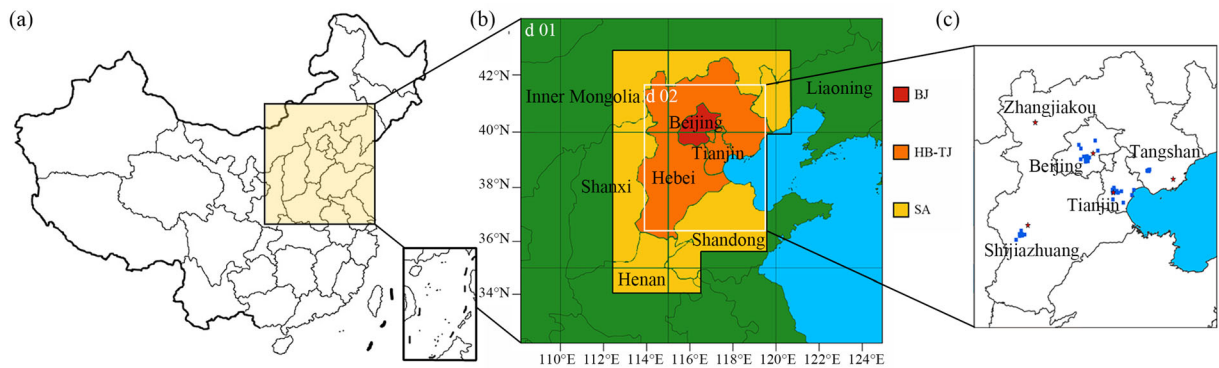 (a)
(b)
(c)
d 01
42°N
40°N
38°N
36°N
34°N
Inner Mongolia
d 02
Liaoning
Beijing
Tianjin
Hebei
Shanxi
Shandong
Henan
110°E 112°E 114°E 116°E 118°E 120°E 122°E 124°E
BJ
HB-TJ
SA
Zhangjiakou
Beijing
Tangshan
Tianjin
Shijiazhuang